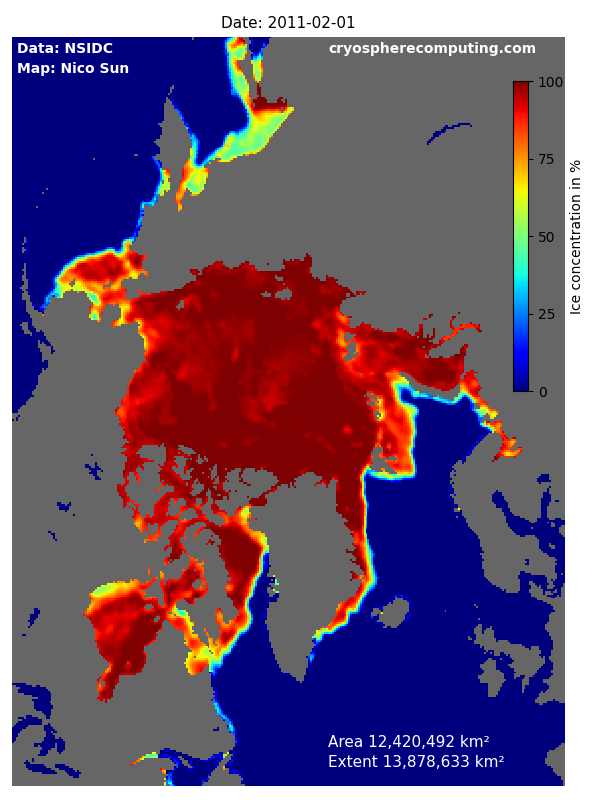 Date: 2011-02-01
Data: NSIDC
Map: Nico Sun
cryospherecomputing.com
100
75
50
25
0
Ice concentration in %
Area 12,420,492 km²
Extent 13,878,633 km²